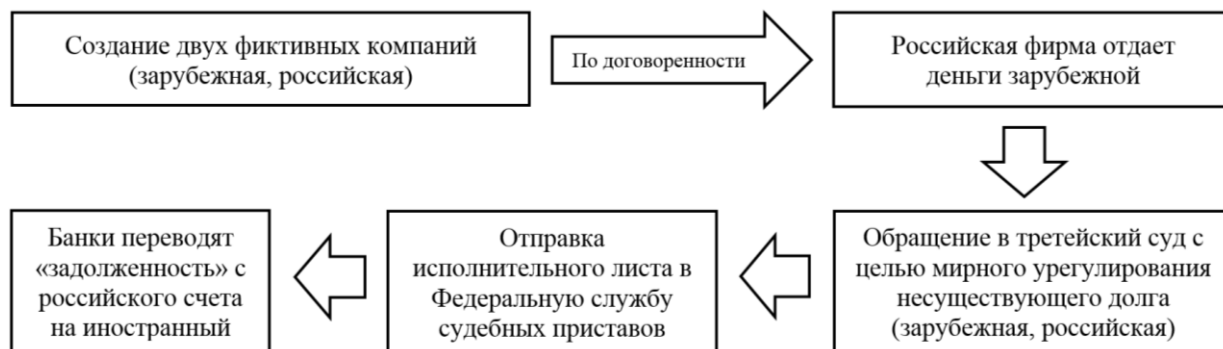 Создание двух фиктивных компаний
(зарубежная, российская)
По договоренности
Российская фирма отдает
деньги зарубежной
Обращение в третейский суд с
целью мирного урегулирования
несуществующего долга
(зарубежная, российская)
Отправка
исполнительного листа в
Федеральную службу
судебных приставов
Банки переводят
«задолженность» с
российского счета
на иностранный